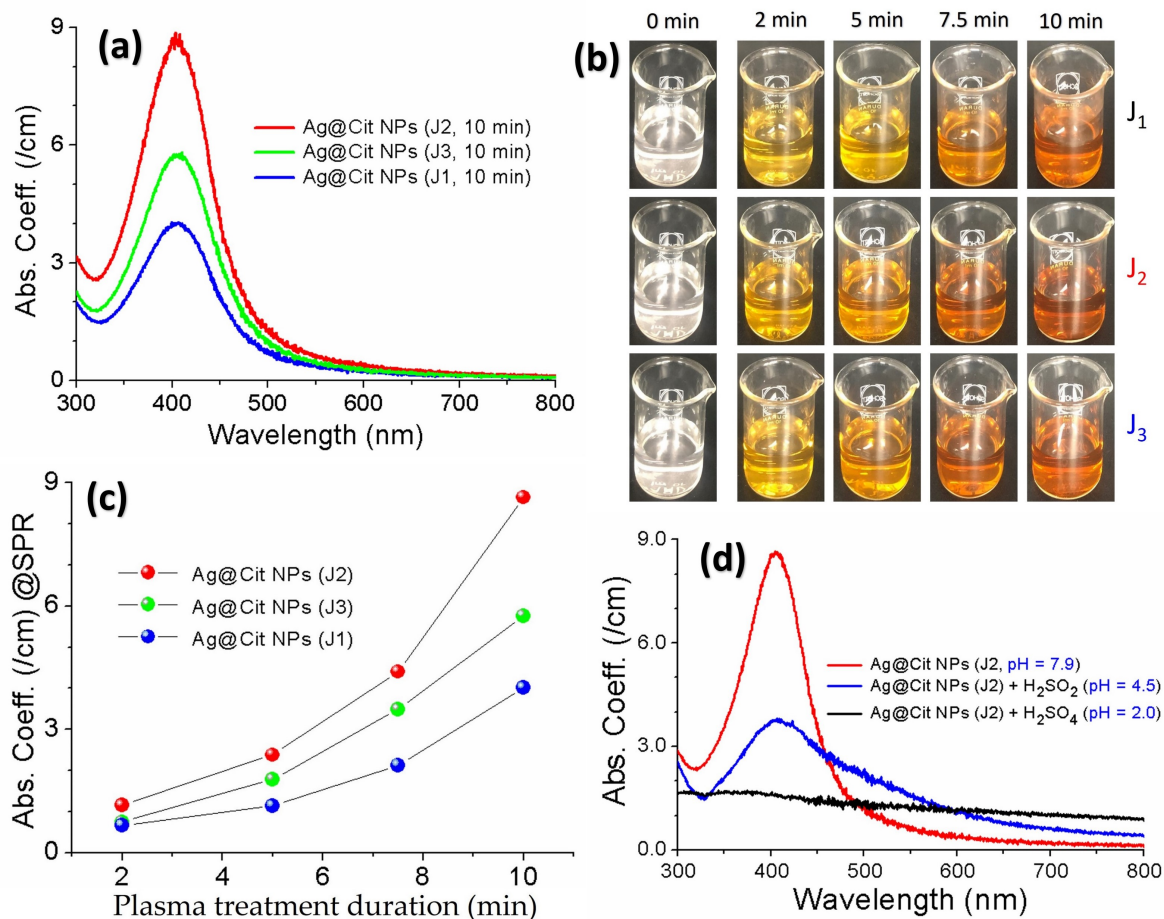 (a)
9
6
3
0
Abs. Coeff. (/cm)
Ag@Cit NPs (J2, 10 min)
Ag@Cit NPs (J3, 10 min)
Ag@Cit NPs (J1, 10 min)
300 400 500 600 700 800
Wavelength (nm)
(b)
0 min 2 min 5 min 7.5 min 10 min
J1
J2
J3
(c)
9
6
3
0
Abs. Coeff. (/cm) @SPR
Ag@Cit NPs (J2)
Ag@Cit NPs (J3)
Ag@Cit NPs (J1)
2 4 6 8 10
Plasma treatment duration (min)
(d)
9.0
6.0
3.0
0.0
Abs. Coeff. (/cm)
Ag@Cit NPs (J2, pH = 7.9)
Ag@Cit NPs (J2) + H2SO2 (pH = 4.5)
Ag@Cit NPs (J2) + H2SO4 (pH = 2.0)
300 400 500 600 700 800
Wavelength (nm)